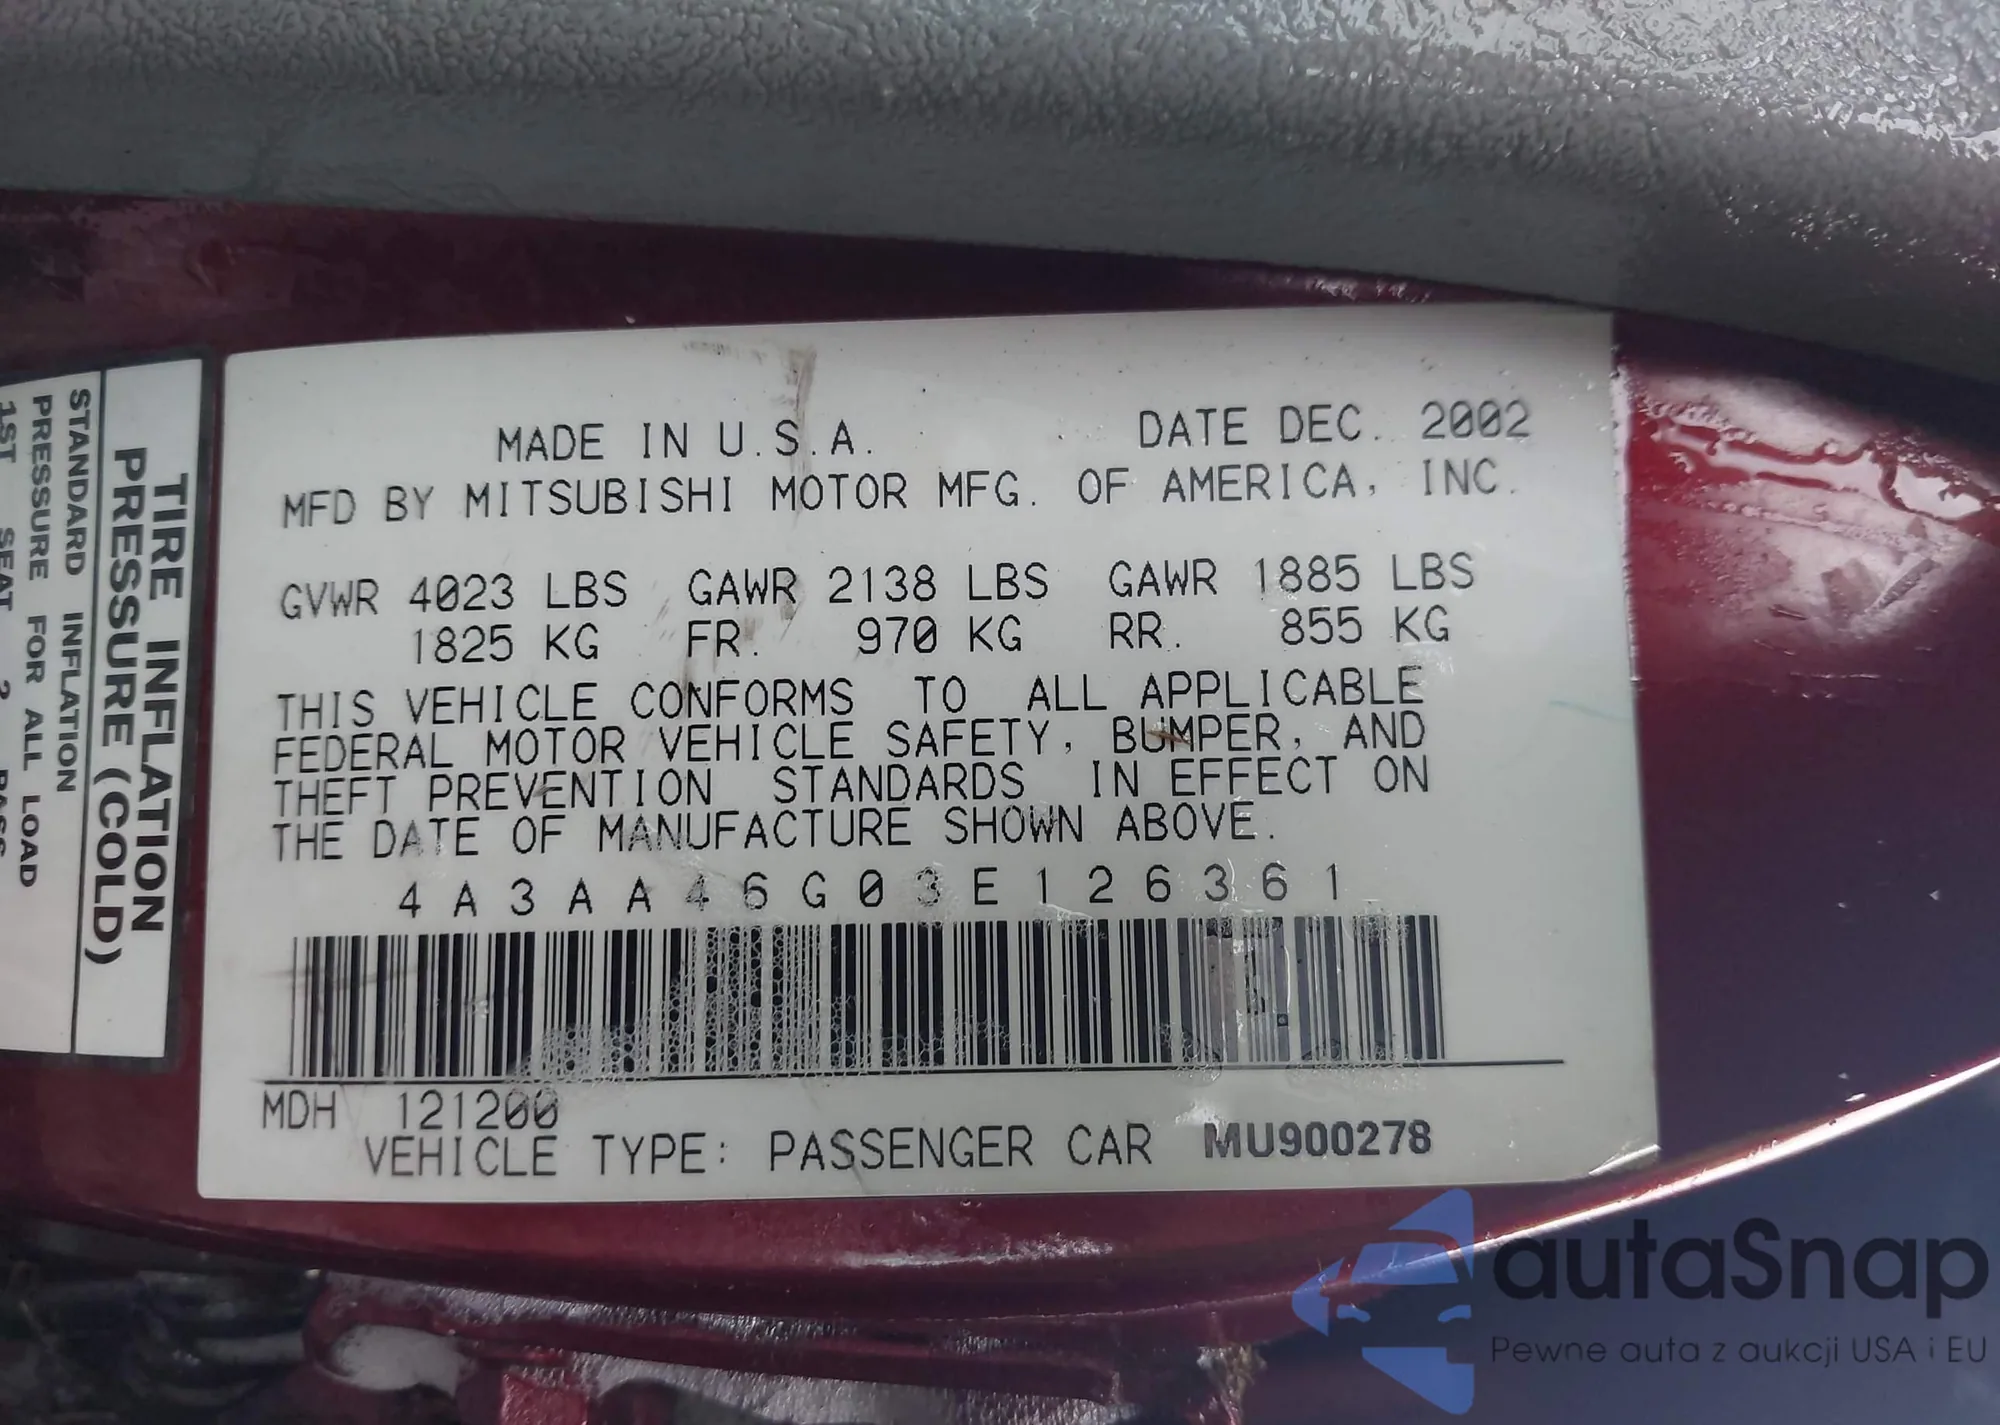 MADE IN U.S.A. DATE DEC. 2002
MFD BY MITSUBISHI MOTOR MFG. OF AMERICA, INC.
GVWR 4023 LBS GAWR 2138 LBS GAWR 1885 LBS
1825 KG FR. 970 KG RR. 855 KG
THIS VEHICLE CONFORMS TO ALL APPLICABLE
FEDERAL MOTOR VEHICLE SAFETY, BUMPER, AND
THEFT PREVENTION STANDARDS IN EFFECT ON
THE DATE OF MANUFACTURE SHOWN ABOVE.
4A3AA46G03E126361
MDH 121200
VEHICLE TYPE: PASSENGER CAR MU900278
TIRE INFLATION
PRESSURE (COLD)
STANDARD INFLATION
PRESSURE FOR ALL LOAD
1ST SEAT 2 PASS
autaSnap
Pewne auta z aukcji USA i EU